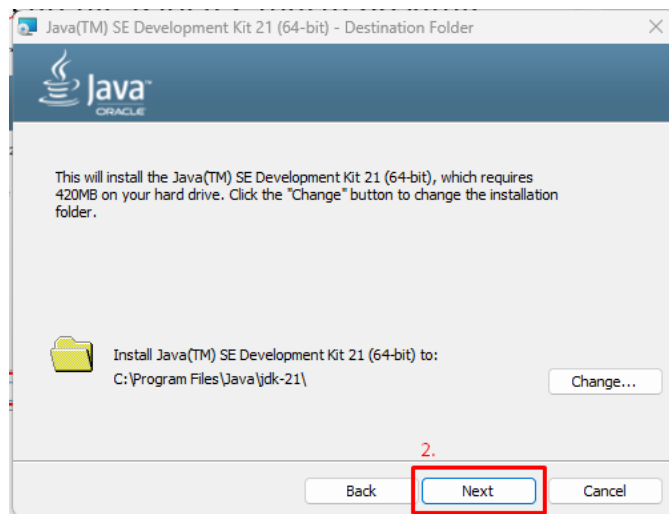 Java(TM) SE Development Kit 21 (64-bit) - Destination Folder
Java™
ORACLE
This will install the Java(TM) SE Development Kit 21 (64-bit), which requires
420MB on your hard drive. Click the "Change" button to change the installation
folder.
Install Java(TM) SE Development Kit 21 (64-bit) to:
C:\Program Files\Java\jdk-21\
Change...
2.
Back Next Cancel